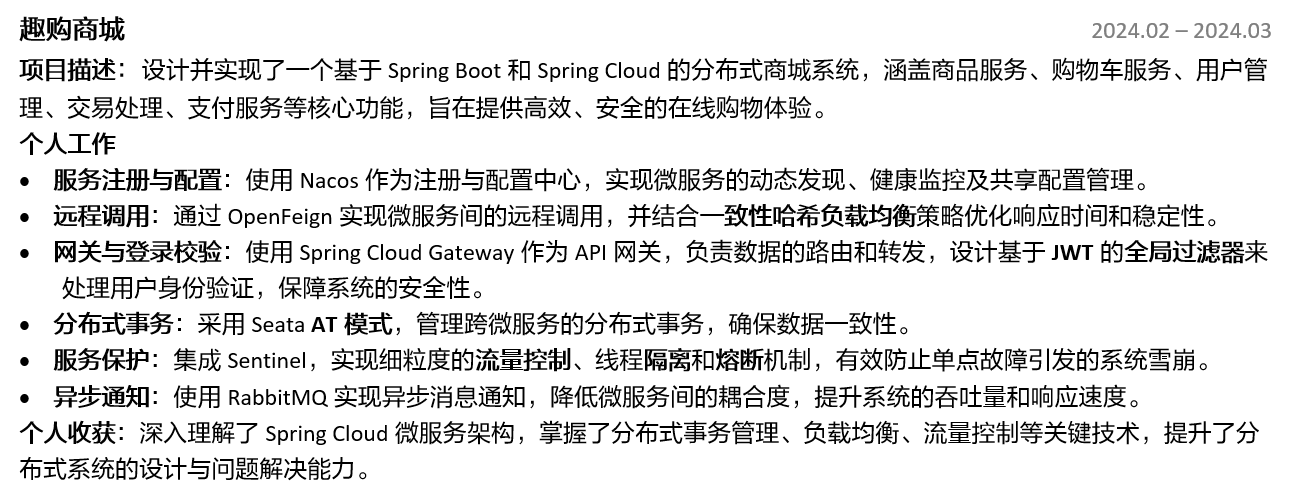 趣购商城 2024.02 – 2024.03
项目描述：设计并实现了一个基于 Spring Boot 和 Spring Cloud 的分布式商城系统，涵盖商品服务、购物车服务、用户管
理、交易处理、支付服务等核心功能，旨在提供高效、安全的在线购物体验。
个人工作
• 服务注册与配置：使用 Nacos 作为注册与配置中心，实现微服务的动态发现、健康监控及共享配置管理。
• 远程调用：通过 OpenFeign 实现微服务间的远程调用，并结合一致性哈希负载均衡策略优化响应时间和稳定性。
• 网关与登录校验：使用 Spring Cloud Gateway 作为 API 网关，负责数据的路由和转发，设计基于 JWT 的全局过滤器来
处理用户身份验证，保障系统的安全性。
• 分布式事务：采用 Seata AT 模式，管理跨微服务的分布式事务，确保数据一致性。
• 服务保护：集成 Sentinel，实现细粒度的流量控制、线程隔离和熔断机制，有效防止单点故障引发的系统雪崩。
• 异步通知：使用 RabbitMQ 实现异步消息通知，降低微服务间的耦合度，提升系统的吞吐量和响应速度。
个人收获：深入理解了 Spring Cloud 微服务架构，掌握了分布式事务管理、负载均衡、流量控制等关键技术，提升了分
布式系统的设计与问题解决能力。